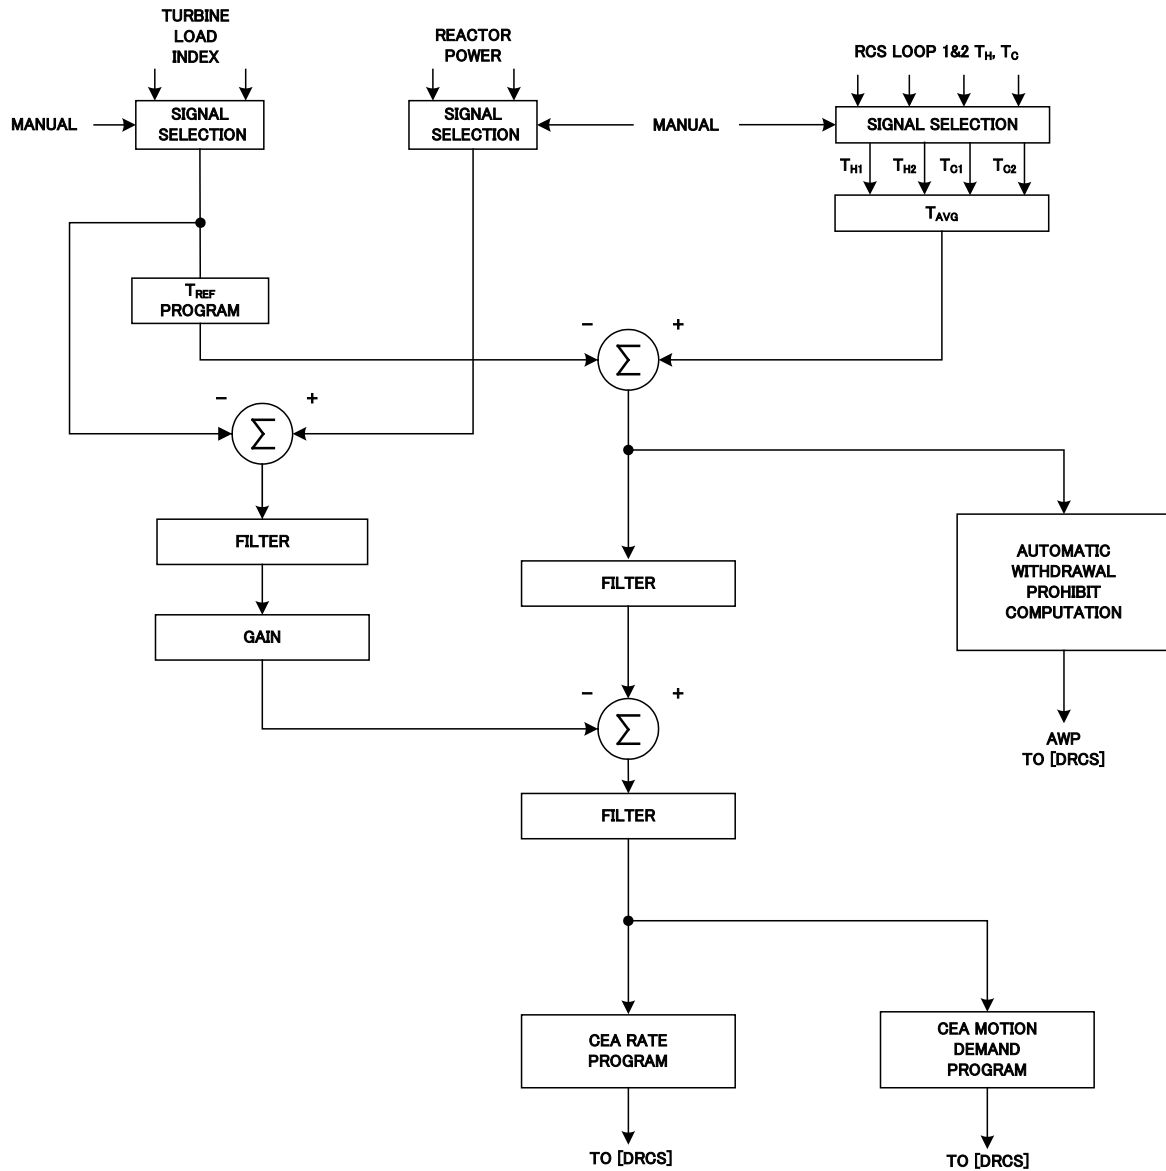 TURBINE
LOAD
INDEX
REACTOR
POWER
RCS LOOP 1&2 TH, TC
MANUAL
SIGNAL
SELECTION
SIGNAL
SELECTION
MANUAL
SIGNAL SELECTION
TH1
TH2
TC1
TC2
TAVG
TREF
PROGRAM
− +
Σ
− +
Σ
FILTER
GAIN
FILTER
AUTOMATIC
WITHDRAWAL
PROHIBIT
COMPUTATION
− +
Σ
AWP
TO [DRCS]
FILTER
CEA RATE
PROGRAM
CEA MOTION
DEMAND
PROGRAM
TO [DRCS]
TO [DRCS]